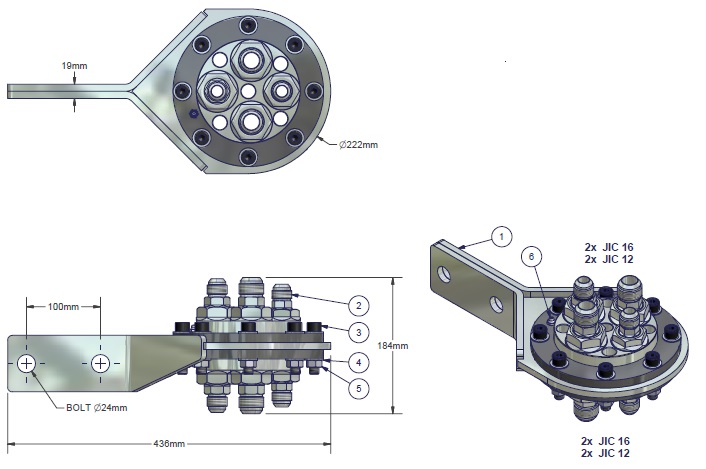 19mm
Ø222mm
1
2x JIC 16
2x JIC 12
6
100mm
2
3
184mm
4
5
BOLT Ø24mm
436mm
2x JIC 16
2x JIC 12